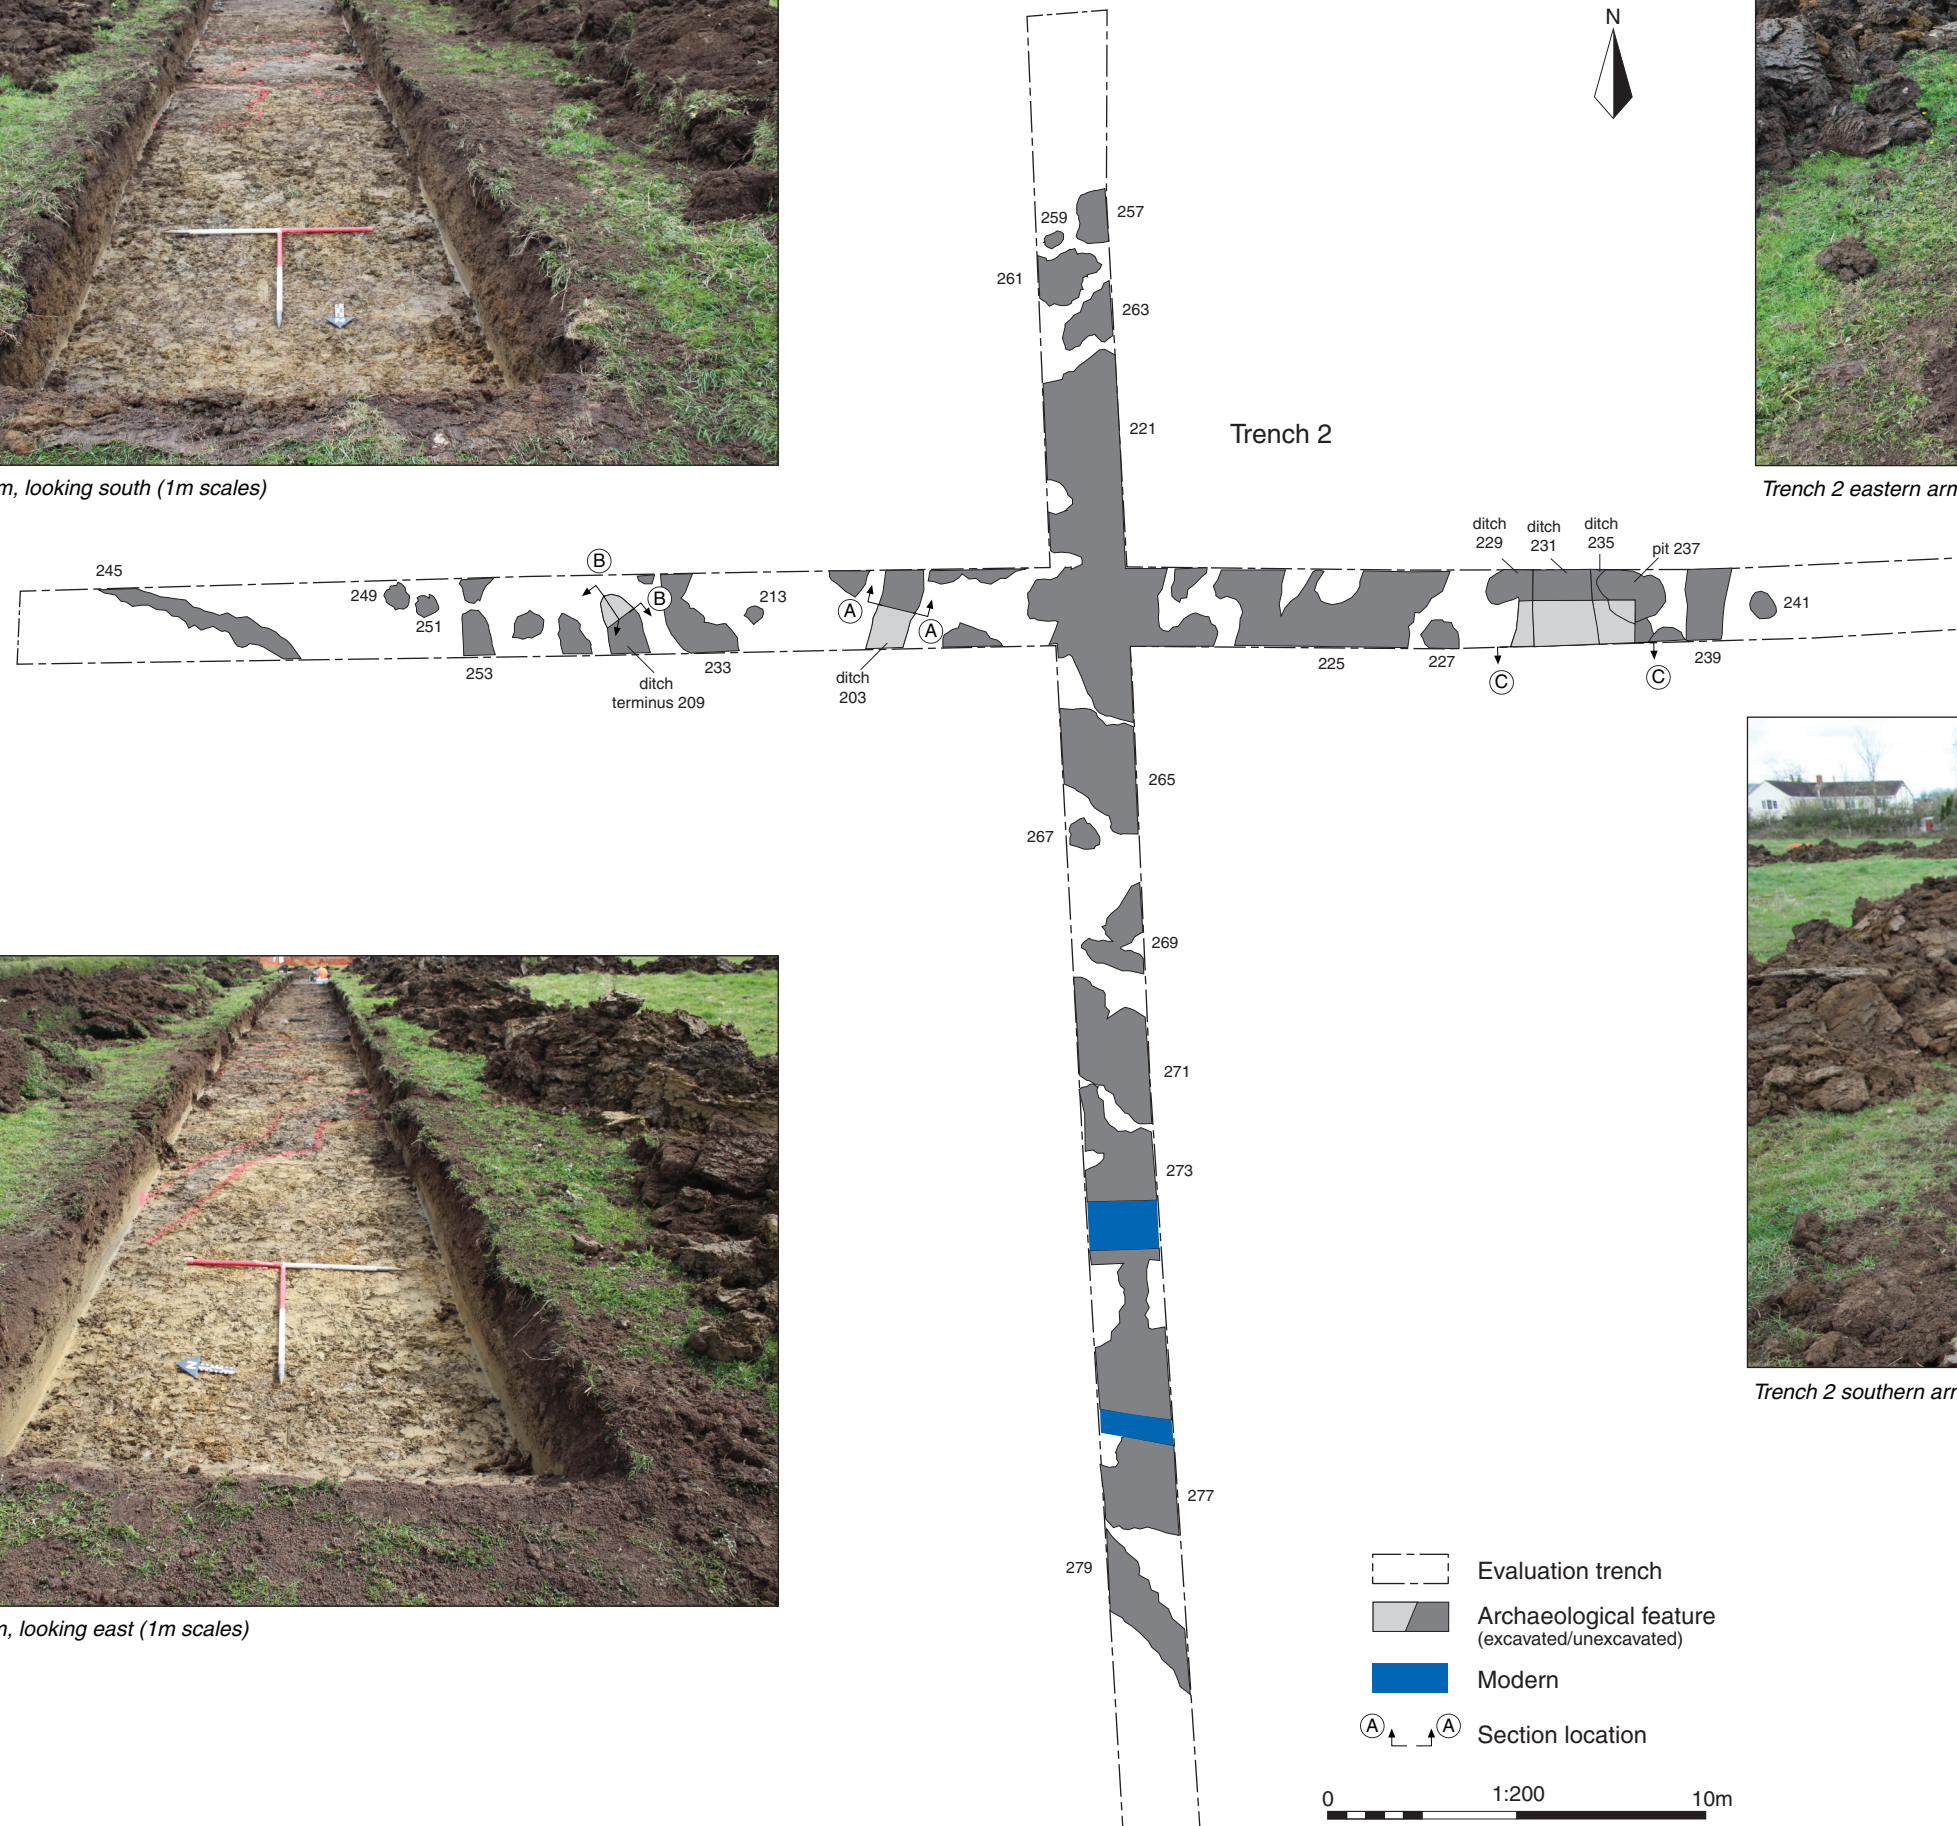 N
259
257
261
263
221
Trench 2
m, looking south (1m scales)
Trench 2 eastern arm
245
249
251
253
B
B
ditch
terminus 209
233
213
A
A
ditch
203
225
227
ditch
229
ditch
231
ditch
235
pit 237
C
C
239
241
265
267
269
271
273
277
279
N
m, looking east (1m scales)
Trench 2 southern arm
Evaluation trench
Archaeological feature
(excavated/unexcavated)
Modern
A
A
Section location
0
1:200
10m